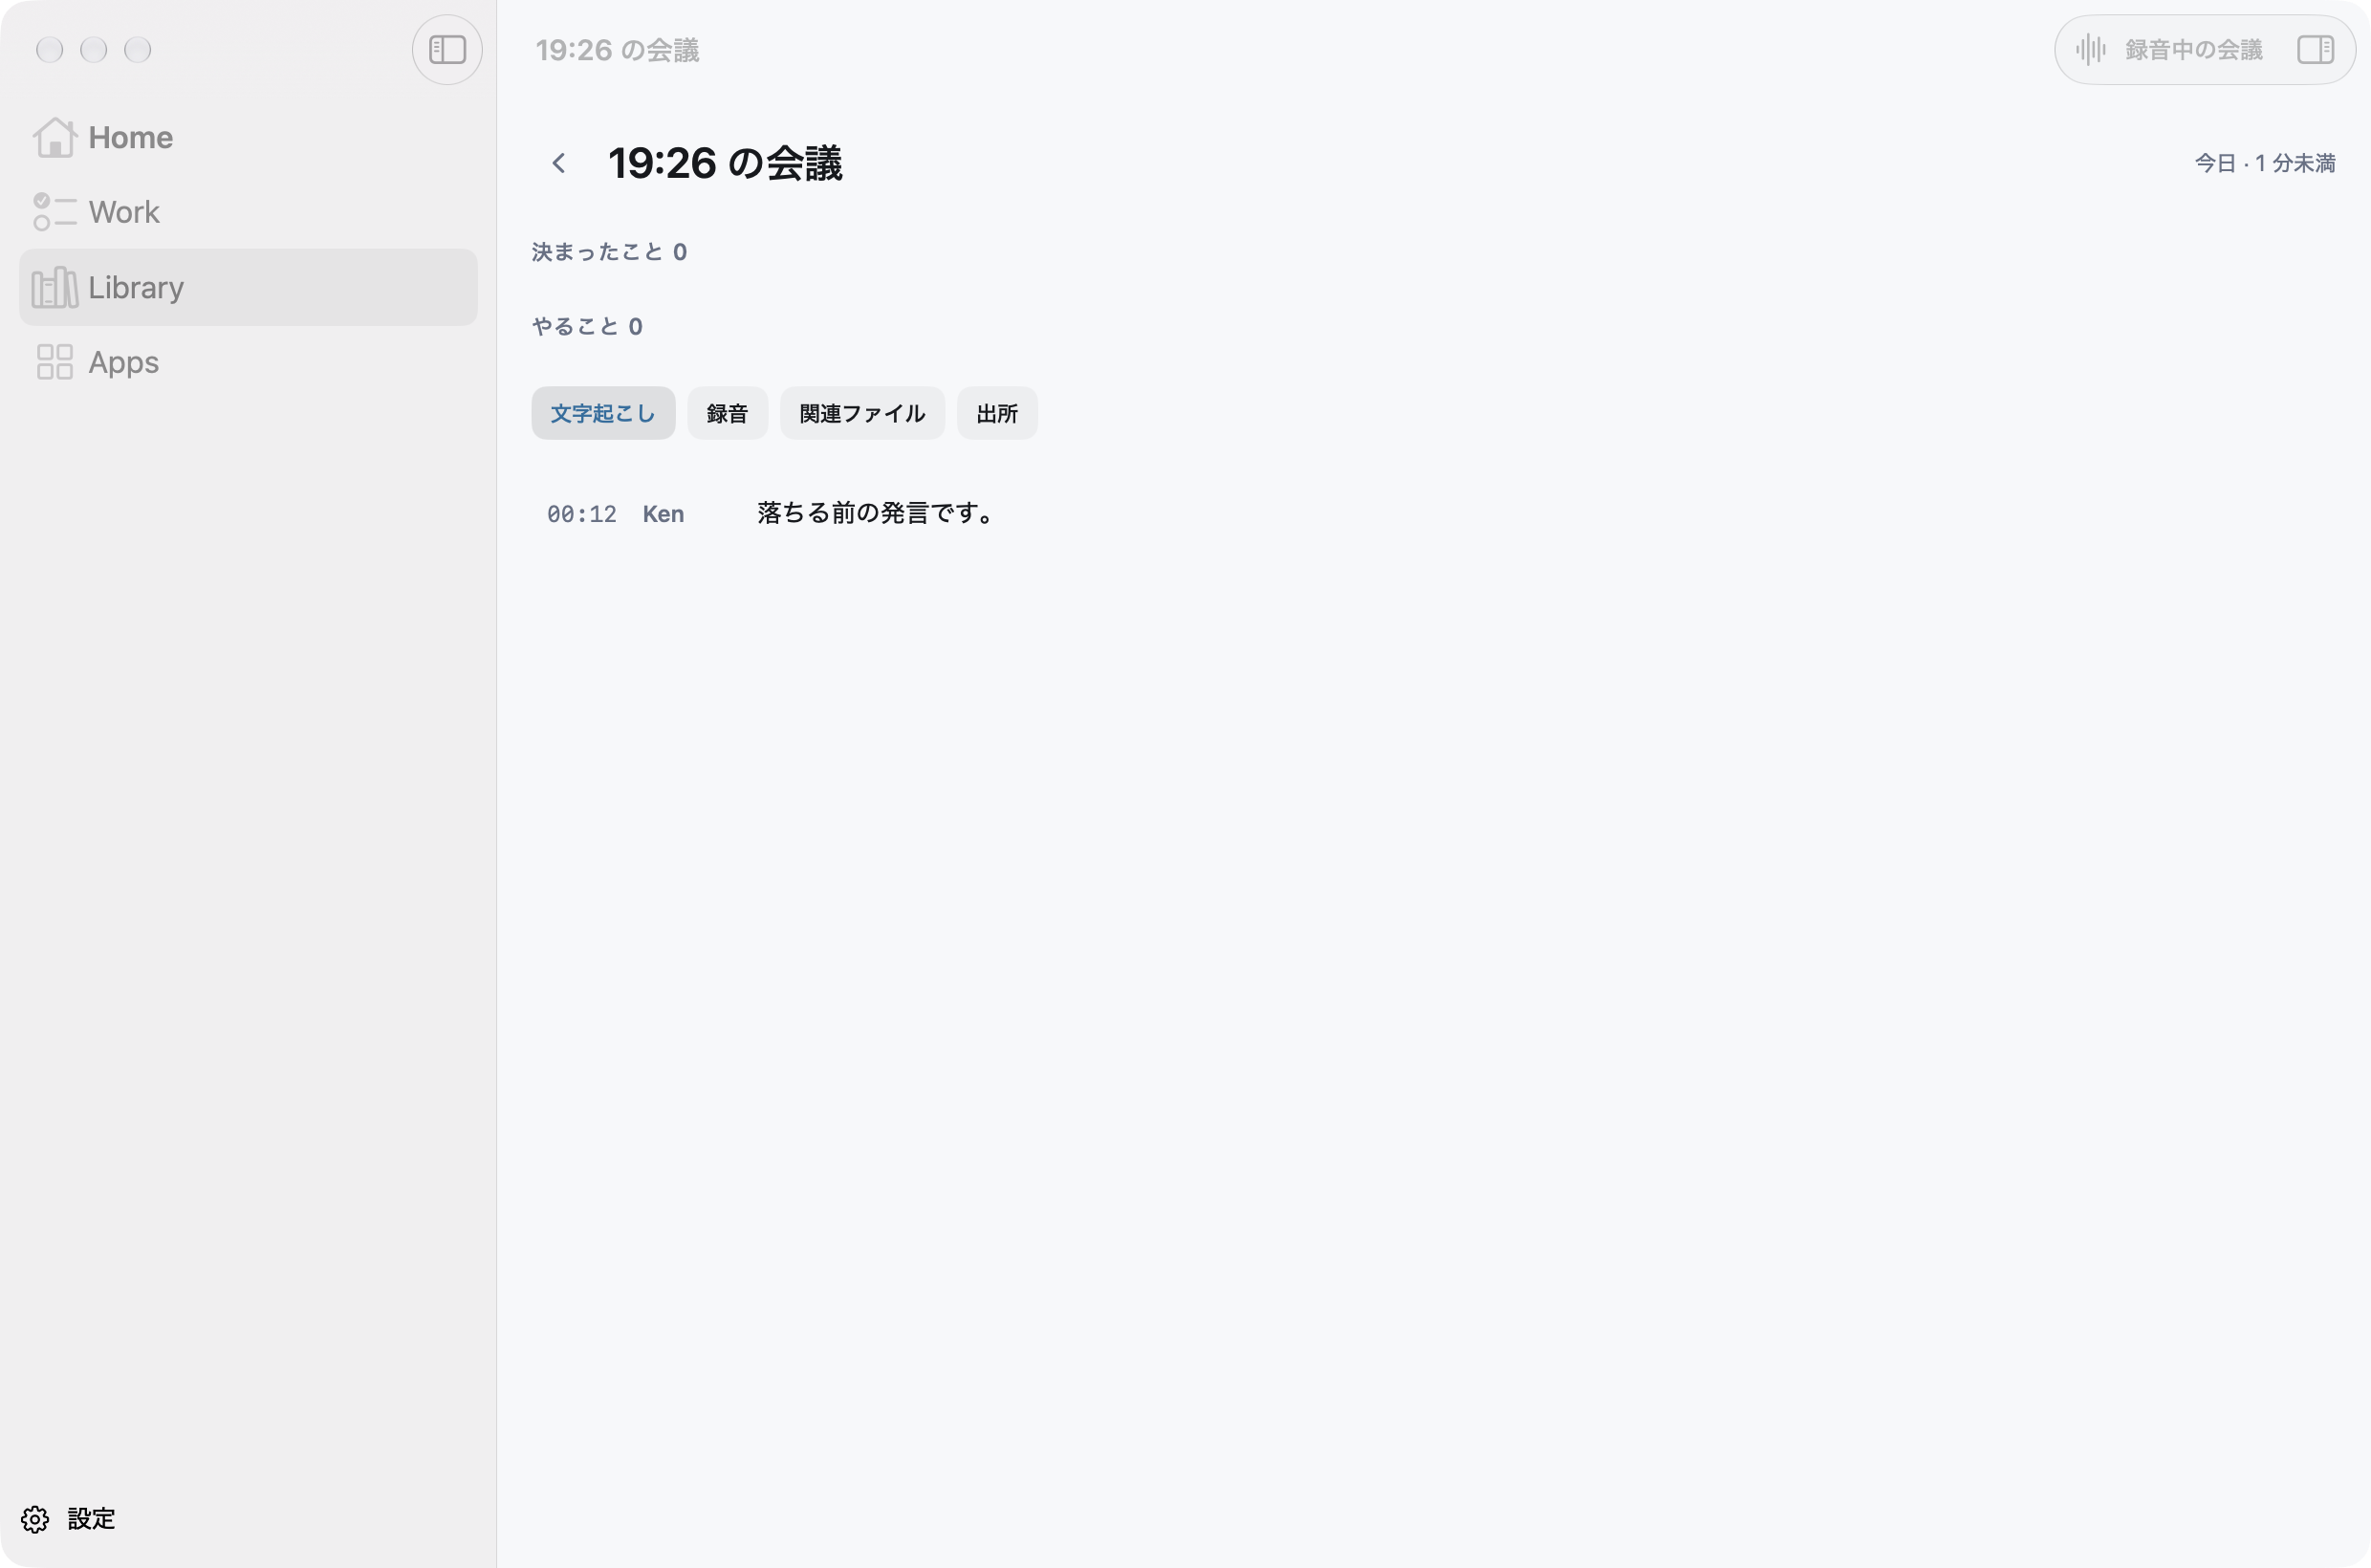 19:26 の会議
録音中の会議
Home
Work
Library
Apps
設定
19:26 の会議
今日 · 1 分未満
決まったこと 0
やること 0
文字起こし 録音 関連ファイル 出所
00:12 Ken 落ちる前の発言です。